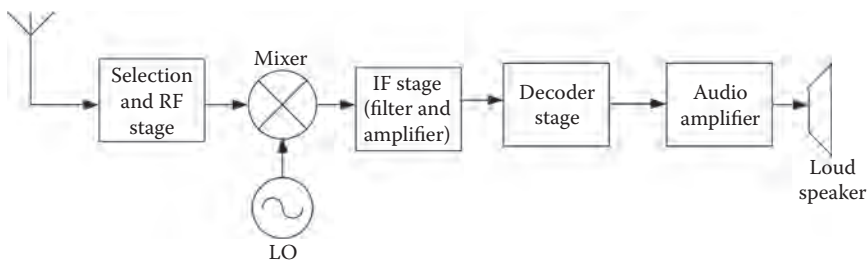 Selection
and RF
stage
Mixer
LO
IF stage
(filter and
amplifier)
Decoder
stage
Audio
amplifier
Loud
speaker